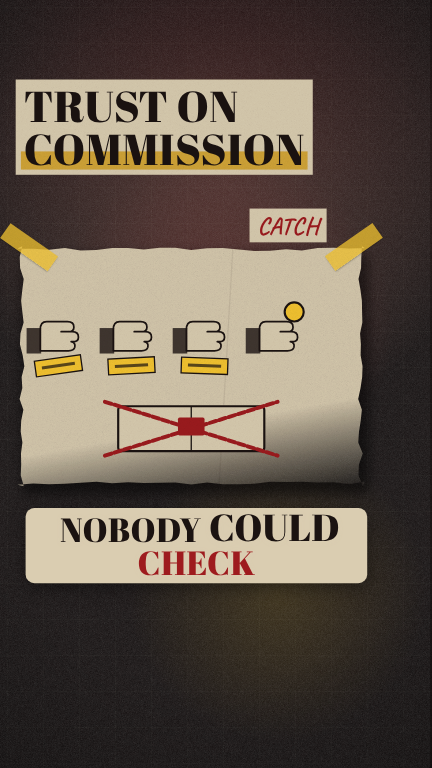 TRUST ON
COMMISSION
CATCH
NOBODY COULD
CHECK